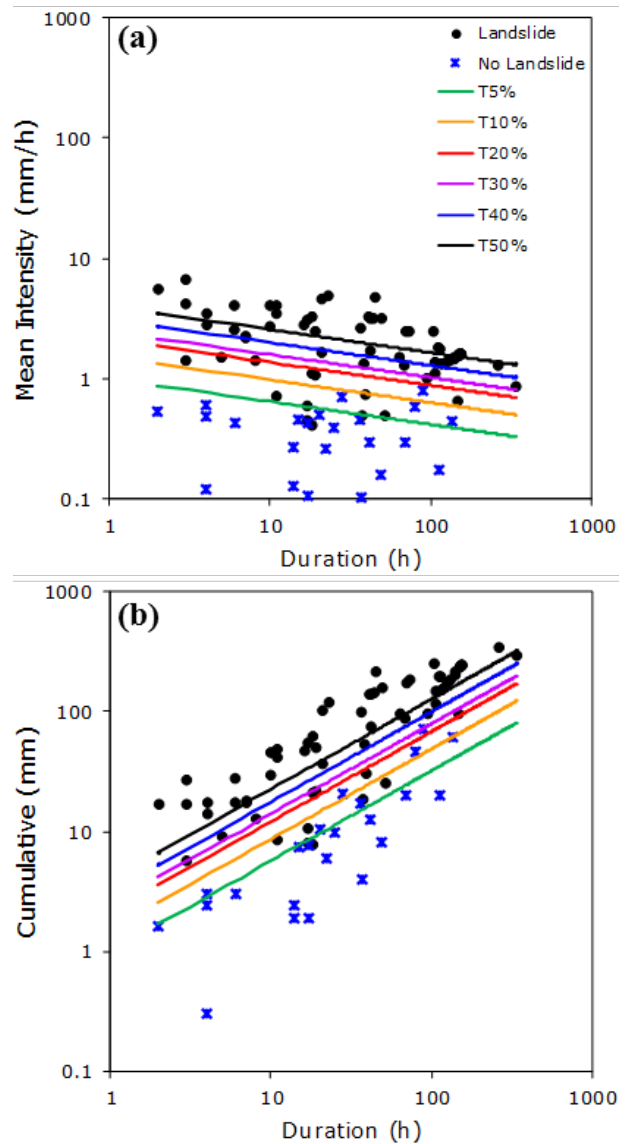 (a)
Landslide
No Landslide
T5%
T10%
T20%
T30%
T40%
T50%
1000
100
10
1
0.1
Mean Intensity (mm/h)
1
10
100
1000
Duration (h)
(b)
1000
100
10
1
0.1
Cumulative (mm)
1
10
100
1000
Duration (h)